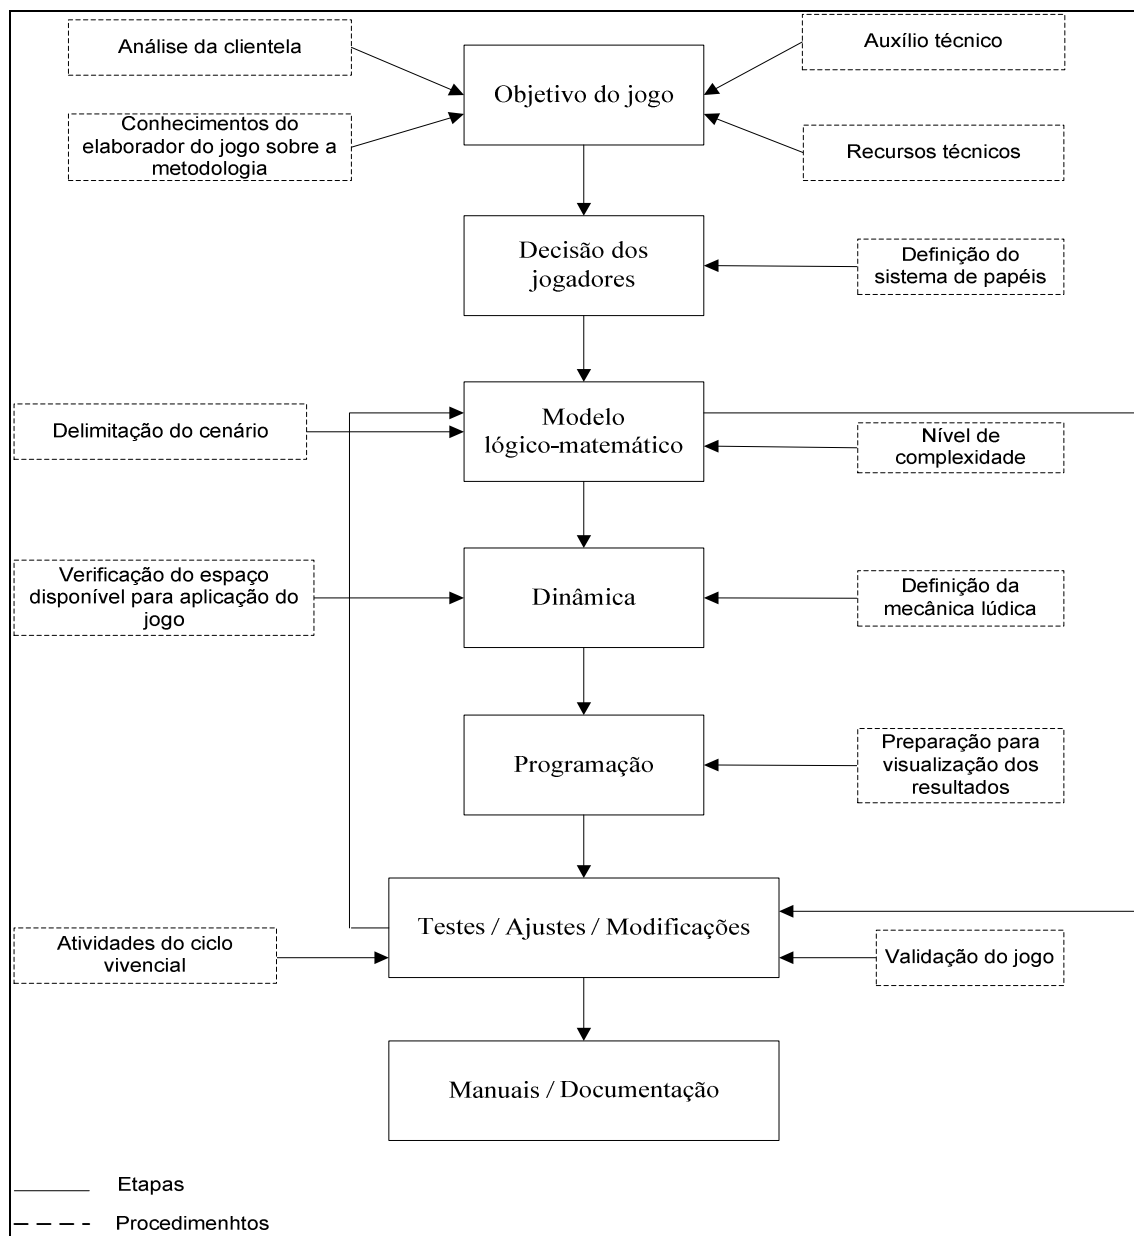 Análise da clientela
Auxílio técnico
Objetivo do jogo
Conhecimentos do
elaborador do jogo sobre a
metodologia
Recursos técnicos
Decisão dos
jogadores
Definição do
sistema de papéis
Delimitação do cenário
Modelo
lógico-matemático
Nível de
complexidade
Verificação do espaço
disponível para aplicação do
jogo
Dinâmica
Definição da
mecânica lúdica
Programação
Preparação para
visualização dos
resultados
Testes / Ajustes / Modificações
Atividades do ciclo
vivencial
Validação do jogo
Manuais / Documentação
Etapas
Procedimenhtos